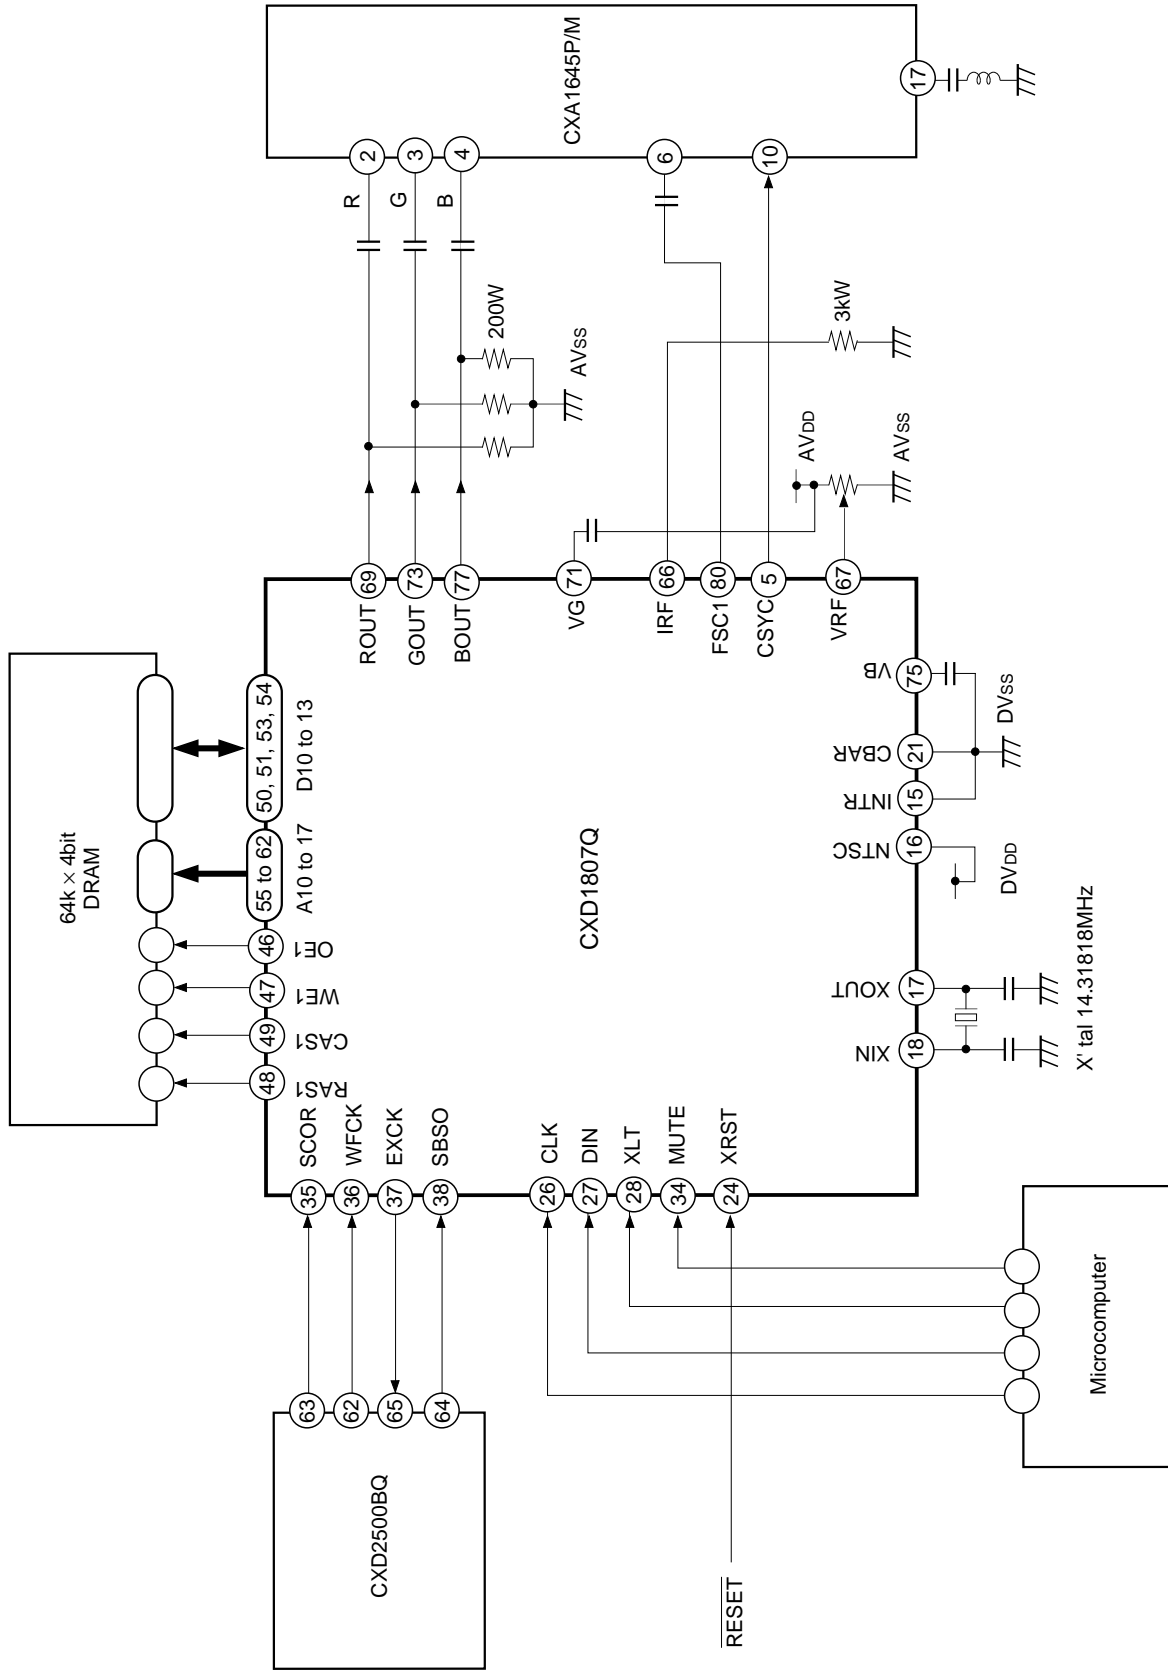 64k × 4bit
DRAM
CXA1645P/M
CXD2500BQ
CXD1807Q
Microcomputer
63
62
65
64
35
36
37
38
SCOR
WFCK
EXCK
SBSO
48
49
47
46
55 to 62
50, 51, 53, 54
RAS1
CAS1
WE1
OE1
A10 to 17
D10 to 13
ROUT
GOUT
BOUT
69
73
77
R
G
B
2
3
4
200W
AVSS
VG
71
IRF
66
FSC1
80
CSYC
5
VRF
67
6
10
17
3kW
AVDD
AVSS
26
27
28
34
24
CLK
DIN
XLT
MUTE
XRST
RESET
XIN
XOUT
NTSC
INTR
CBAR
VB
18
17
16
15
21
75
X' tal 14.31818MHz
DVDD
DVSS